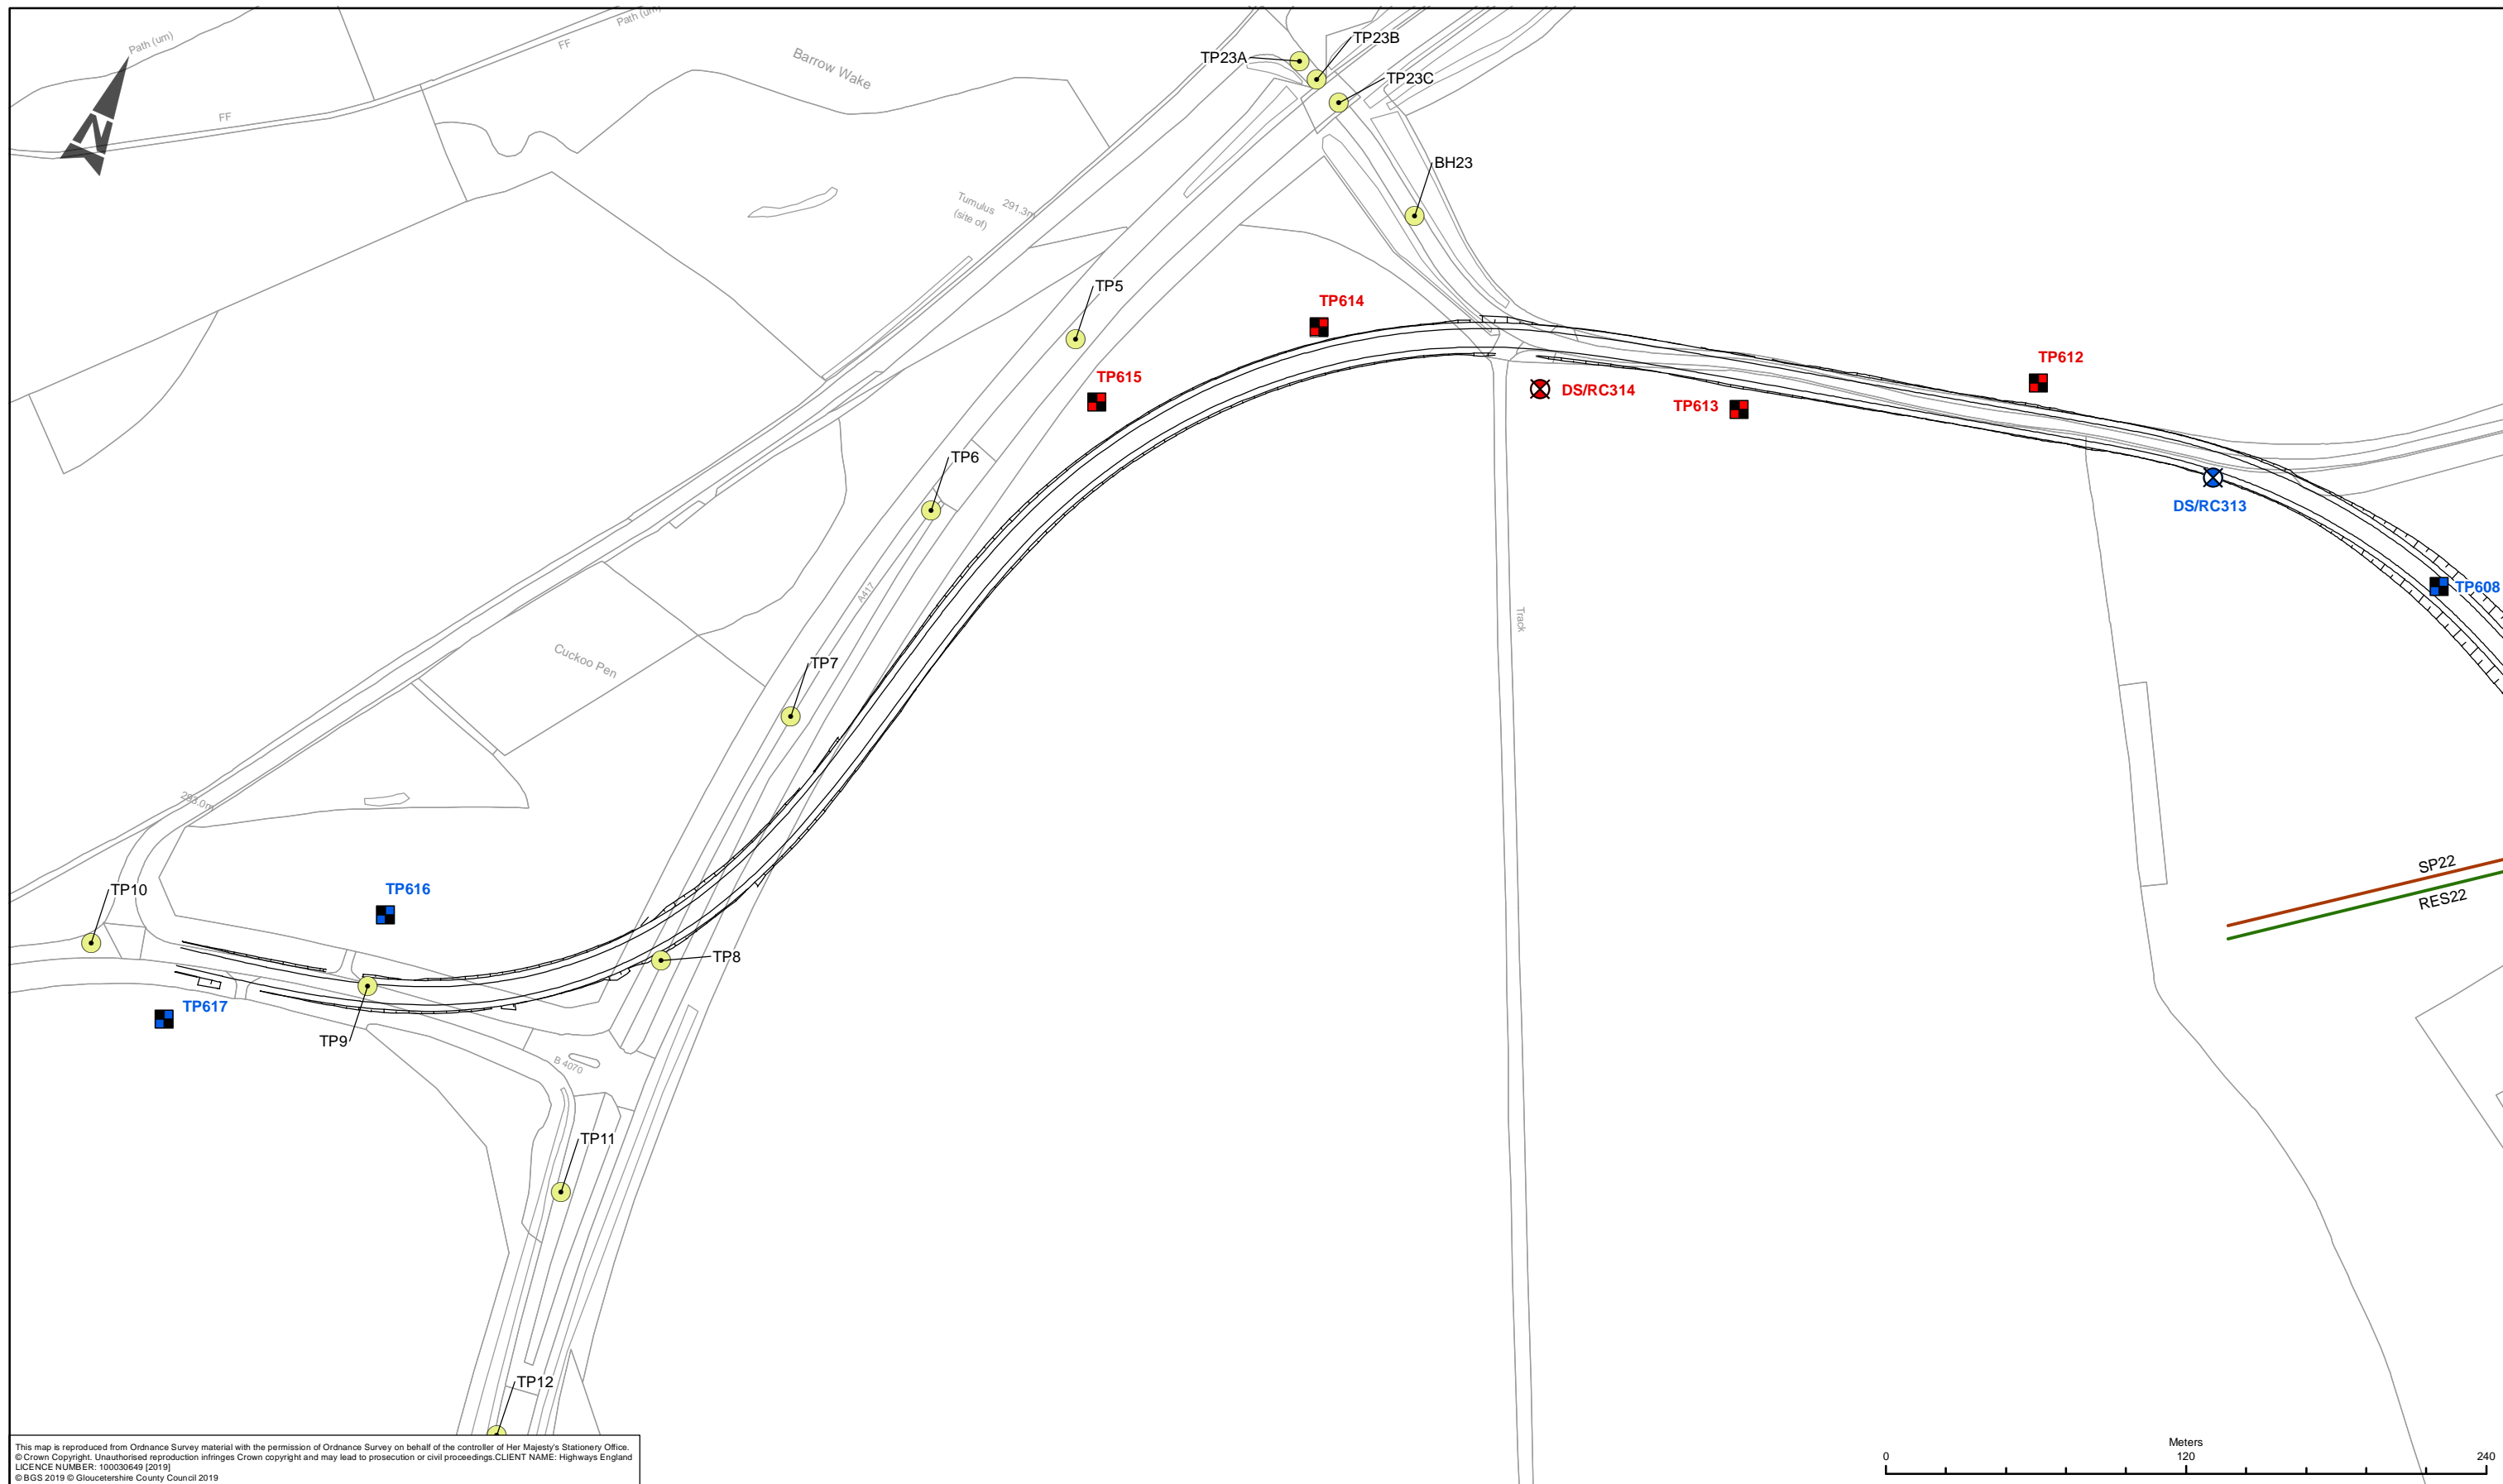 Path (um)
Path (um)
FF
FF
Barrow Wake
TP23A
TP23B
TP23C
N
BH23
Tumulus
(site of)
291.3m
TP5
TP614
TP615
TP612
DS/RC314
TP613
TP6
DS/RC313
A417
TP608
Track
Cuckoo Pen
TP7
293.0m
SP22
RES22
TP10
TP616
TP8
TP617
TP9
B 4070
TP11
TP12
This map is reproduced from Ordnance Survey material with the permission of Ordnance Survey on behalf of the controller of Her Majesty's Stationery Office.
© Crown Copyright. Unauthorised reproduction infringes Crown copyright and may lead to prosecution or civil proceedings.CLIENT NAME: Highways England
LICENCE NUMBER: 100030649 [2019]
© BGS 2019 © Gloucetershire County Council 2019
Meters
0 120 240